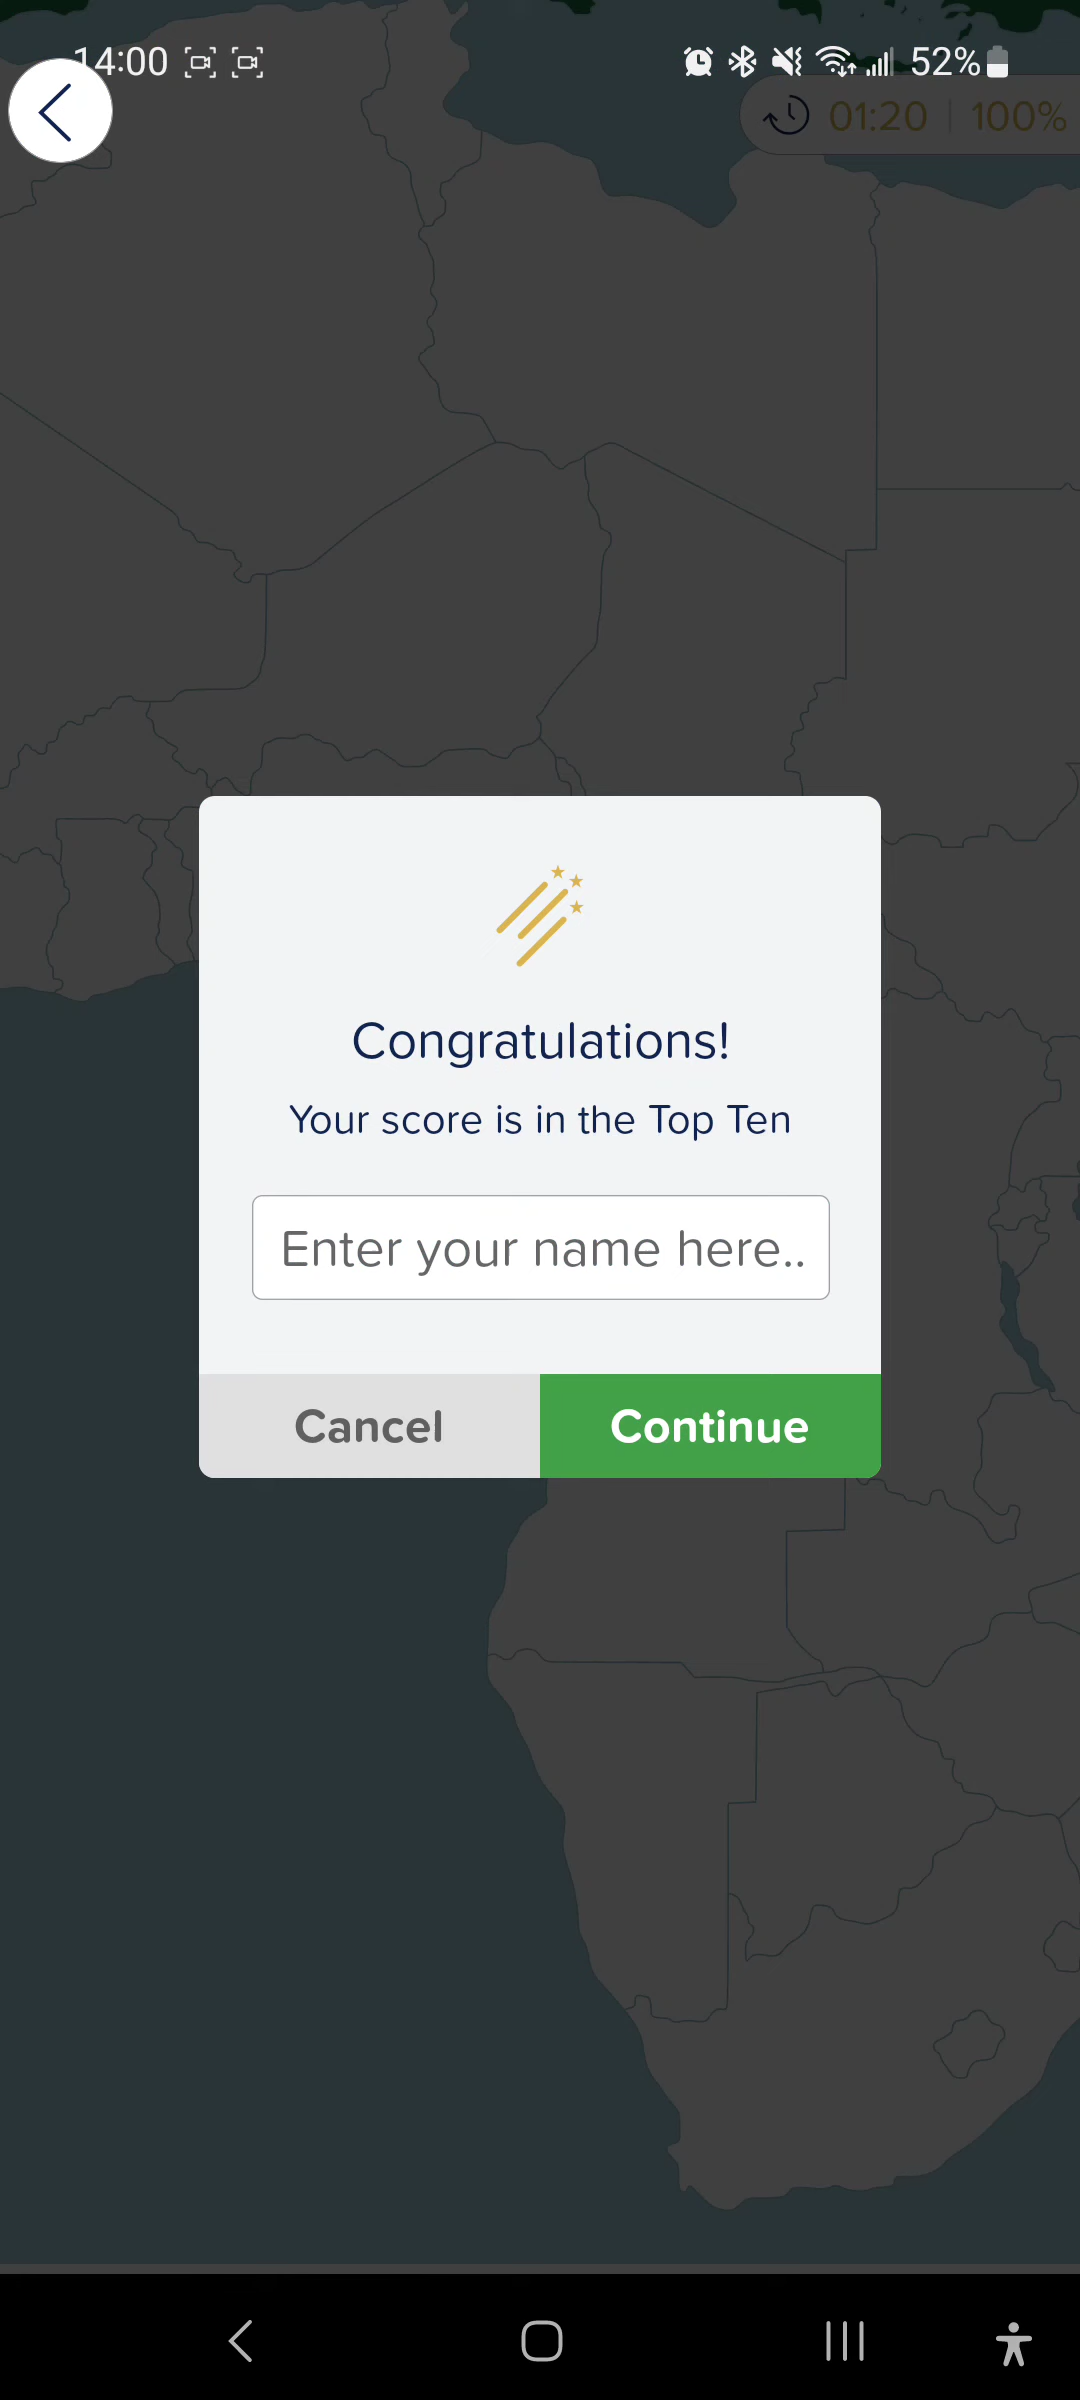 14:00
52%
01:20 | 100%
Congratulations!
Your score is in the Top Ten
Enter your name here..
Cancel
Continue